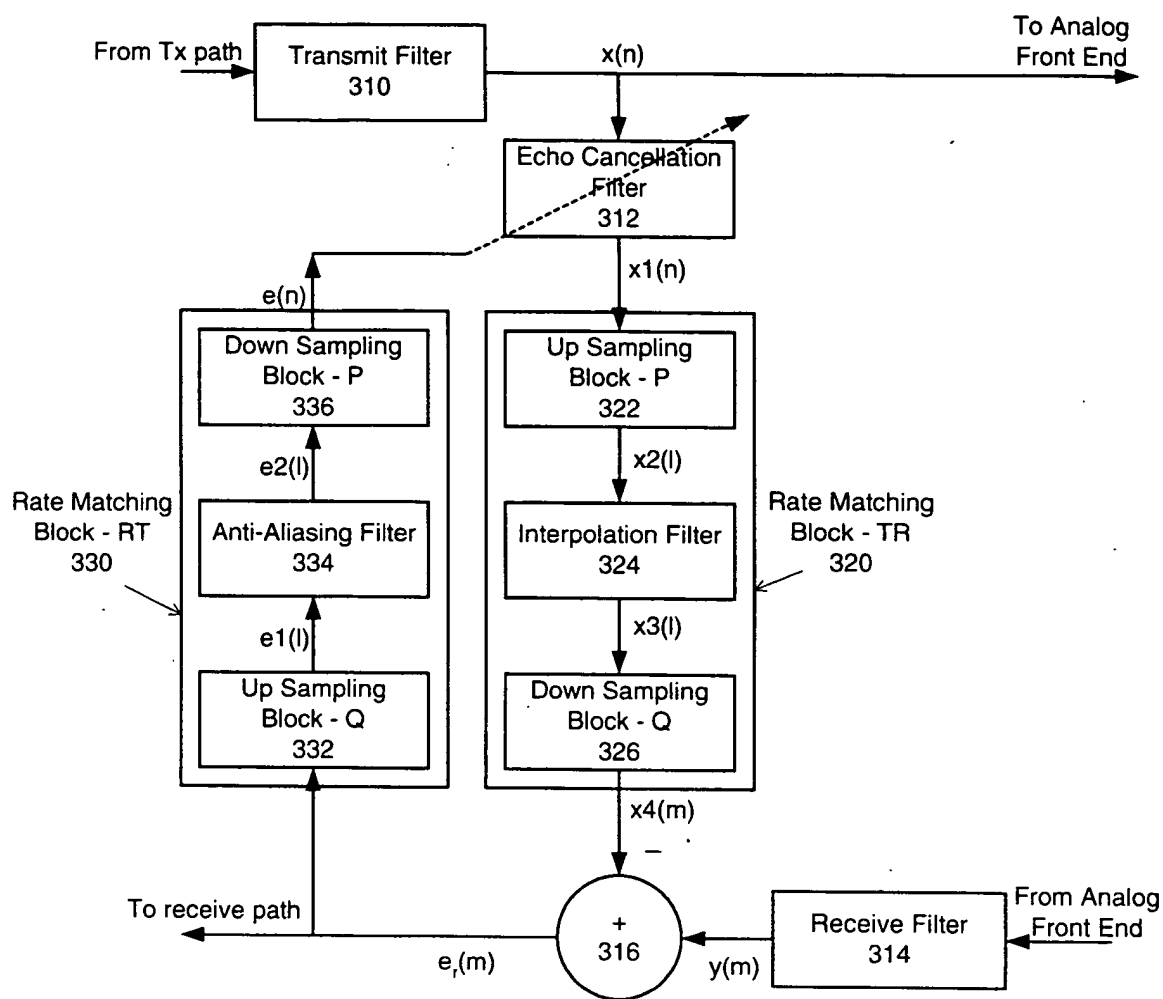 From Tx path
Transmit Filter
310
x(n)
To Analog
Front End
Echo Cancellation
Filter
312
e(n)
x1(n)
Down Sampling
Block - P
336
Up Sampling
Block - P
322
e2(l)
x2(l)
Rate Matching
Block - RT
330
Anti-Aliasing Filter
334
Interpolation Filter
324
Rate Matching
Block - TR
320
e1(l)
x3(l)
Up Sampling
Block - Q
332
Down Sampling
Block - Q
326
x4(m)
−
To receive path
e_r(m)
+
316
y(m)
Receive Filter
314
From Analog
Front End